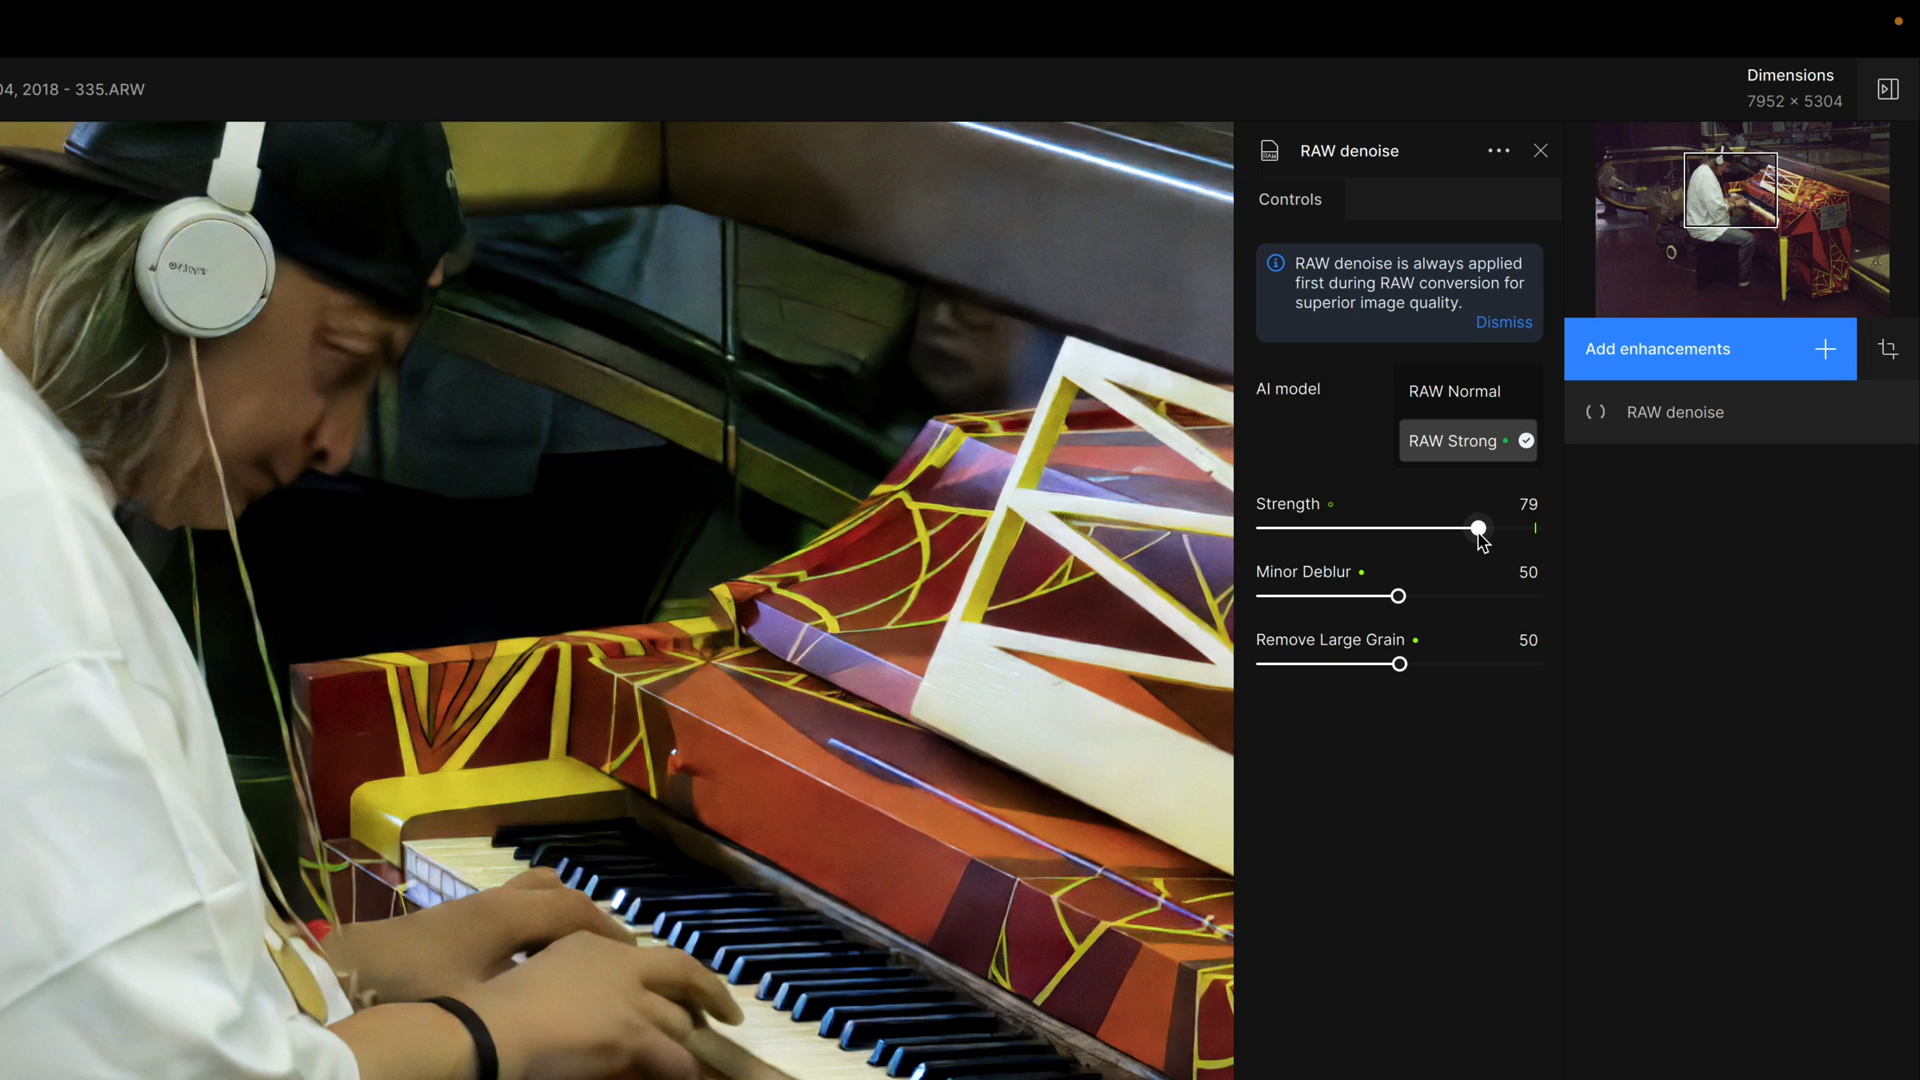 04, 2018 - 335.ARW
Dimensions
7952 × 5304
RAW denoise
Controls
RAW denoise is always applied
first during RAW conversion for
superior image quality.
Dismiss
AI model
RAW Normal
RAW Strong
Strength
79
Minor Deblur
50
Remove Large Grain
50
Add enhancements
RAW denoise